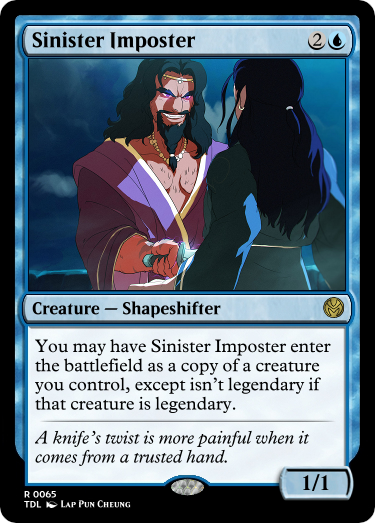 Sinister Imposter 2
Creature — Shapeshifter
You may have Sinister Imposter enter
the battlefield as a copy of a creature
you control, except isn't legendary if
that creature is legendary.
A knife's twist is more painful when it
comes from a trusted hand.
1/1
R 0065
TDL Lap Pun Cheung